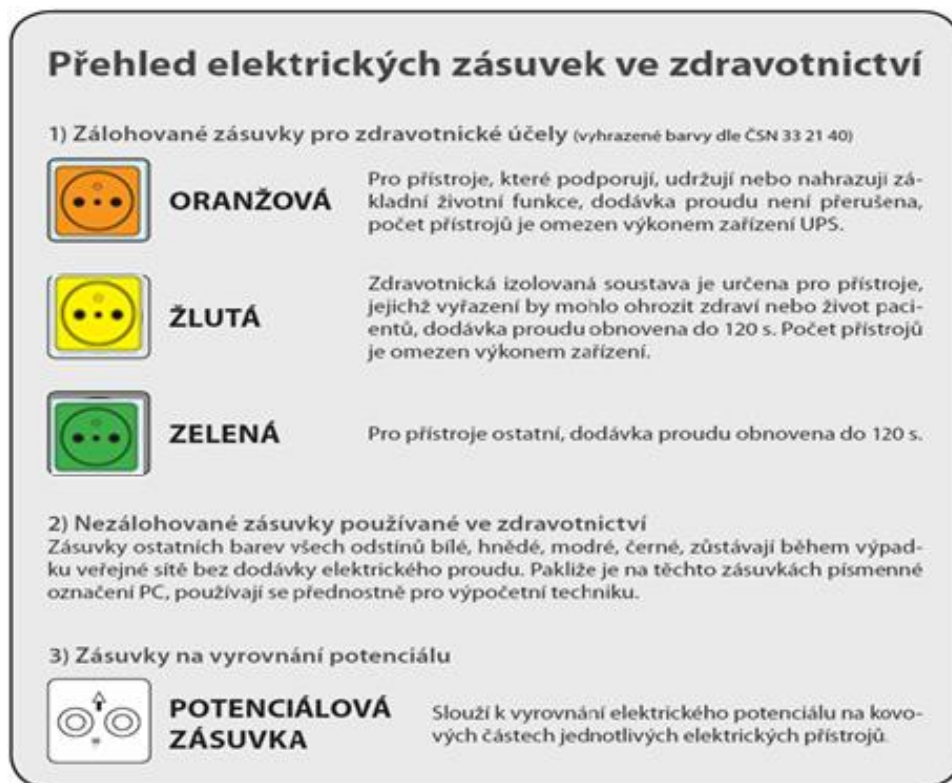 Přehled elektrických zásuvek ve zdravotnictví
1) Zálohované zásuvky pro zdravotnické účely (vyhrazené barvy dle ČSN 33 21 40)
ORANŽOVÁ
Pro přístroje, které podporují, udržují nebo nahrazují zá-
kladní životní funkce, dodávka proudu není přerušena,
počet přístrojů je omezen výkonem zařízení UPS.
ŽLUTÁ
Zdravotnická izolovaná soustava je určena pro přístroje,
jejichž vyřazení by mohlo ohrozit zdraví nebo život paci-
entů, dodávka proudu obnovena do 120 s. Počet přístrojů
je omezen výkonem zařízení.
ZELENÁ
Pro přístroje ostatní, dodávka proudu obnovena do 120 s.
2) Nezálohované zásuvky používané ve zdravotnictví
Zásuvky ostatních barev všech odstínů bílé, hnědé, modré, černé, zůstávají během výpad-
ku veřejné sítě bez dodávky elektrického proudu. Pakliže je na těchto zásuvkách písmenné
označení PC, používají se přednostně pro výpočetní techniku.
3) Zásuvky na vyrovnání potenciálu
POTENCIÁLOVÁ
ZÁSUVKA
Slouží k vyrovnání elektrického potenciálu na kovo-
vých částech jednotlivých elektrických přístrojů.